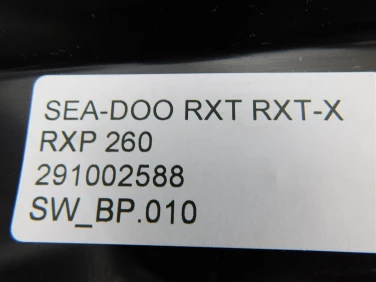 SEA-DOO RXT RXT-X
RXP 260
291002588
SW_BP.010